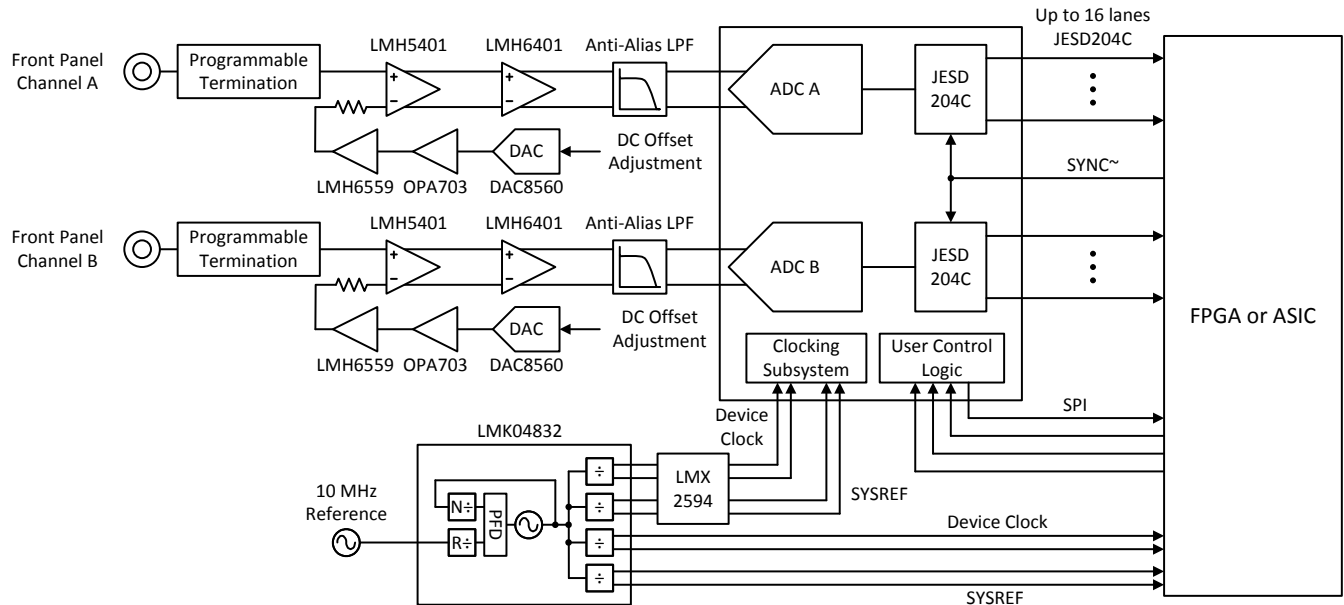 Up to 16 lanes
JESD204C
Front Panel
Channel A
Programmable
Termination
LMH5401
LMH6401
Anti-Alias LPF
+
−
+
−
ADC A
JESD
204C
LMH6559
OPA703
DAC
DAC8560
DC Offset
Adjustment
SYNC~
Front Panel
Channel B
Programmable
Termination
LMH5401
LMH6401
Anti-Alias LPF
+
−
+
−
ADC B
JESD
204C
LMH6559
OPA703
DAC
DAC8560
DC Offset
Adjustment
FPGA or ASIC
Clocking
Subsystem
User Control
Logic
SPI
Device
Clock
LMK04832
LMX
2594
SYSREF
10 MHz
Reference
N÷
R÷
PFD
÷
÷
÷
÷
Device Clock
SYSREF